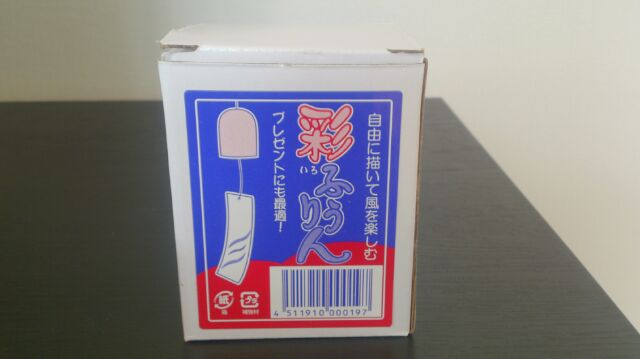 自由に描いて風を楽しむ
彩
いろ
ふうりん
プレゼントにも最適!
4 511910 000197
紙
箱